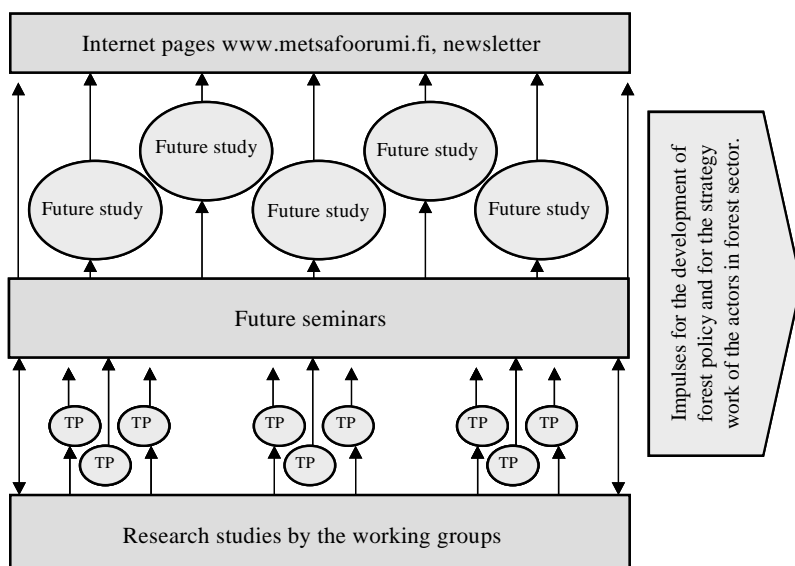 Internet pages www.metsafoorumi.fi, newsletter
Future study
Future study
Future study
Future study
Future study
Future seminars
TP
TP
TP
TP
TP
TP
TP
TP
TP
Research studies by the working groups
Impulses for the development of
forest policy and for the strategy
work of the actors in forest sector.